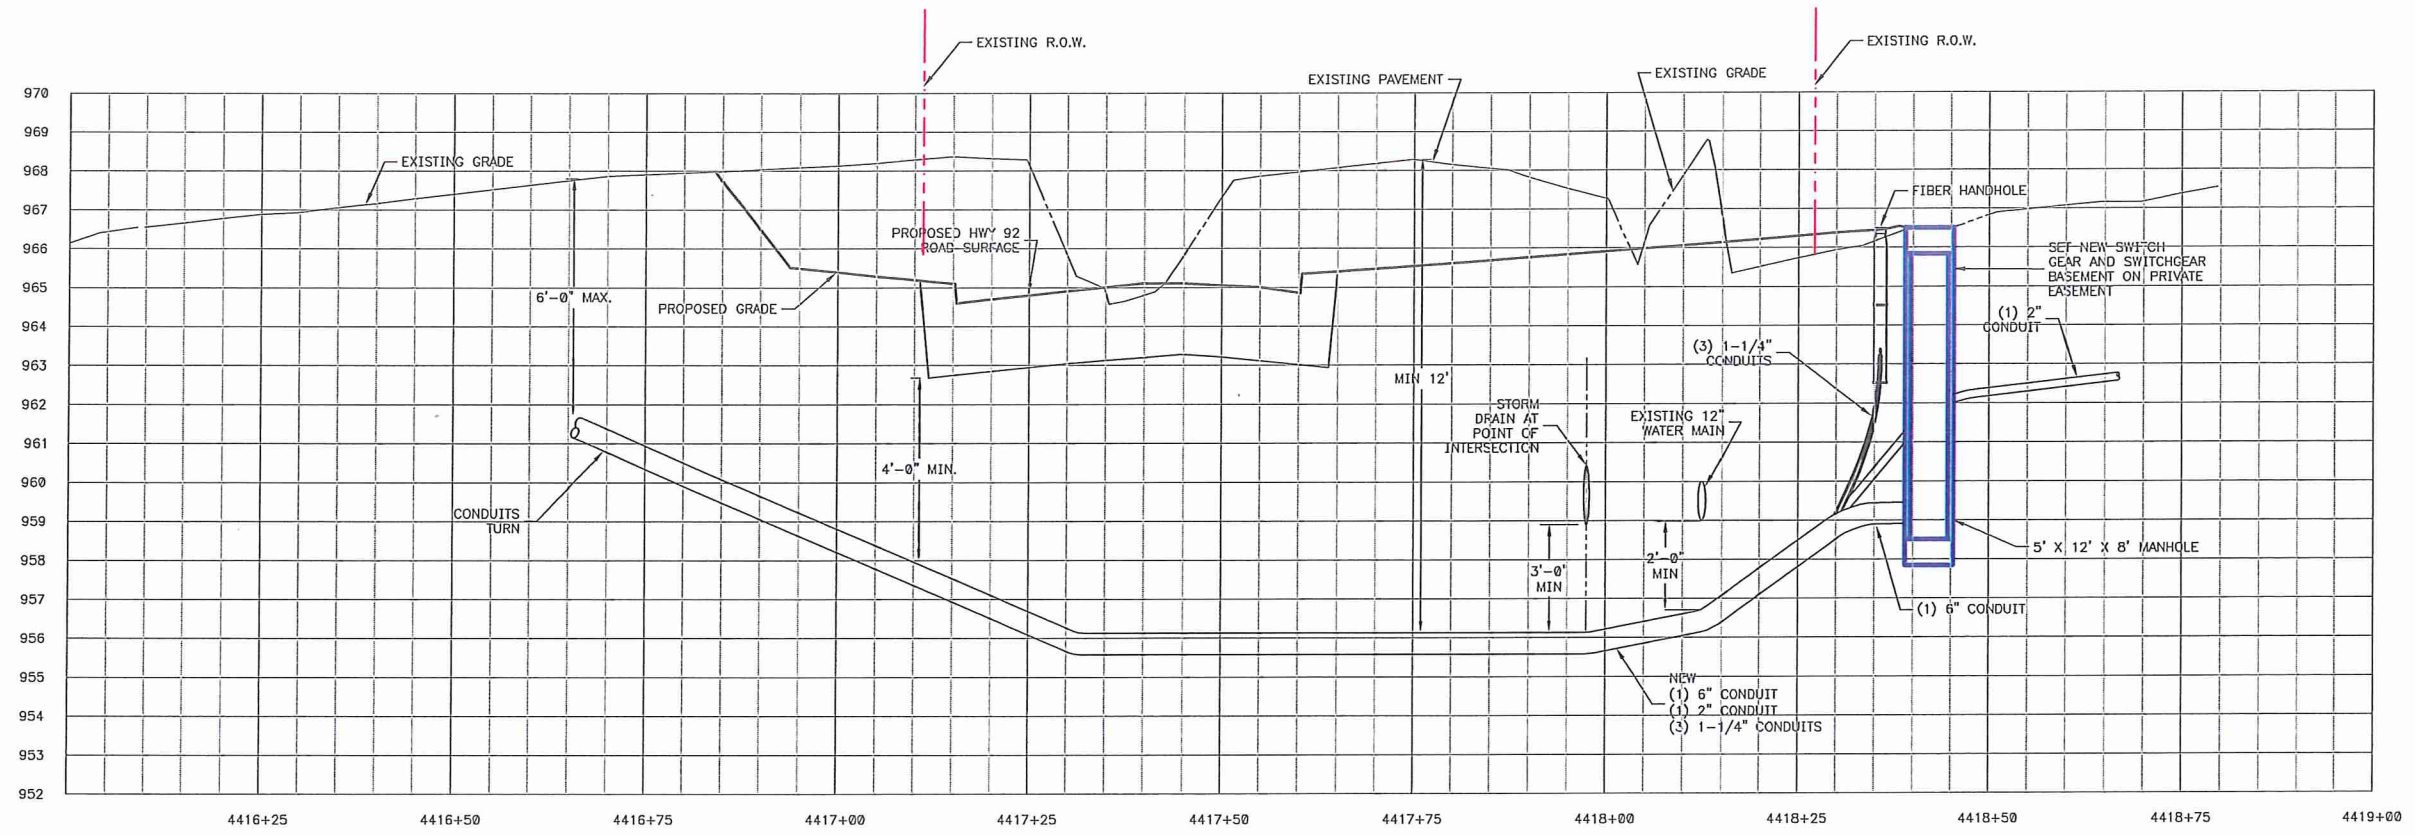 EXISTING R.O.W.
EXISTING R.O.W.
EXISTING PAVEMENT
EXISTING GRADE
970
969
968
967
966
965
964
963
962
961
960
959
958
957
956
955
954
953
952
EXISTING GRADE
FIBER HANDHOLE
PROPOSED HWY 92
ROAD SURFACE
SET NEW SWITCH
GEAR AND SWITCHGEAR
BASEMENT ON PRIVATE
EASEMENT
6'-0" MAX.
PROPOSED GRADE
(1) 2"
CONDUIT
(3) 1-1/4"
CONDUITS
MIN 12'
STORM
DRAIN AT
POINT OF
INTERSECTION
EXISTING 12"
WATER MAIN
4'-0" MIN.
CONDUITS
TURN
5' X 12' X 8' MANHOLE
3'-0'
MIN
2'-0"
MIN
(1) 6" CONDUIT
NEW
(1) 6" CONDUIT
(1) 2" CONDUIT
(3) 1-1/4" CONDUITS
4416+25
4416+50
4416+75
4417+00
4417+25
4417+50
4417+75
4418+00
4418+25
4418+50
4418+75
4419+00